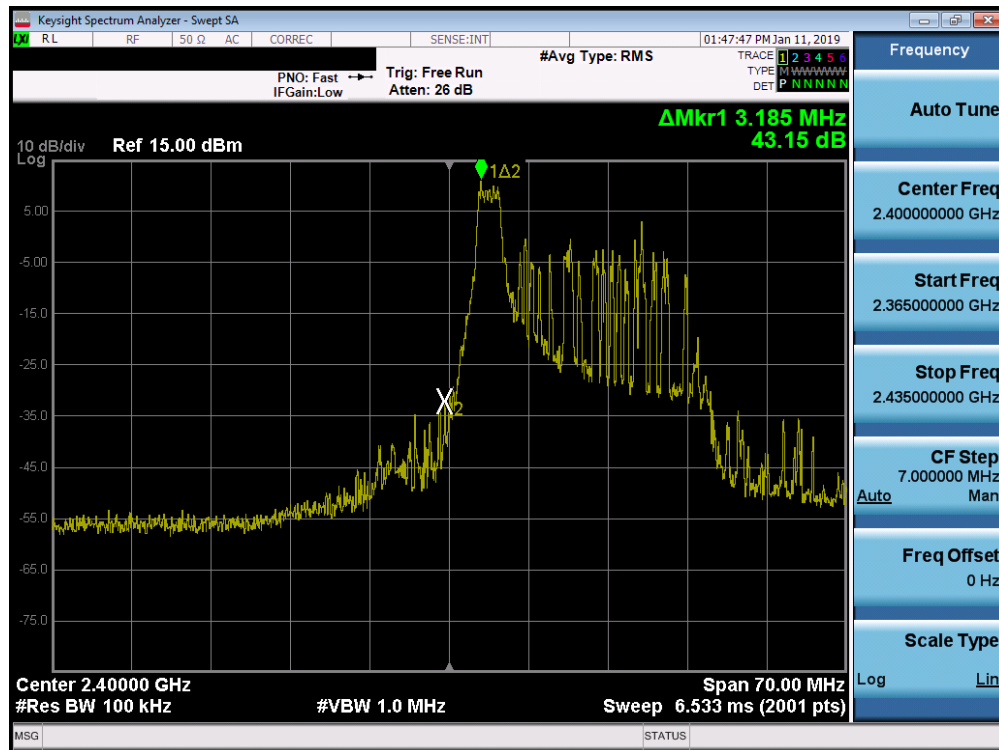 Keysight Spectrum Analyzer - Swept SA
LXI RL RF 50 Ω AC CORREC SENSE:INT 01:47:47 PM Jan 11, 2019
#Avg Type: RMS TRACE 1 2 3 4 5 6
PNO: Fast Trig: Free Run TYPE M WWWWW
IFGain:Low Atten: 26 dB DET P N N N N N
ΔMkr1 3.185 MHz
43.15 dB
10 dB/div Ref 15.00 dBm
Log
1Δ2
5.00
-5.00
-15.0
-25.0
-35.0
X2
-45.0
-55.0
-65.0
-75.0
Center 2.40000 GHz Span 70.00 MHz
#Res BW 100 kHz #VBW 1.0 MHz Sweep 6.533 ms (2001 pts)
MSG STATUS
Frequency
Auto Tune
Center Freq
2.400000000 GHz
Start Freq
2.365000000 GHz
Stop Freq
2.435000000 GHz
CF Step
7.000000 MHz
Auto Man
Freq Offset
0 Hz
Scale Type
Log Lin